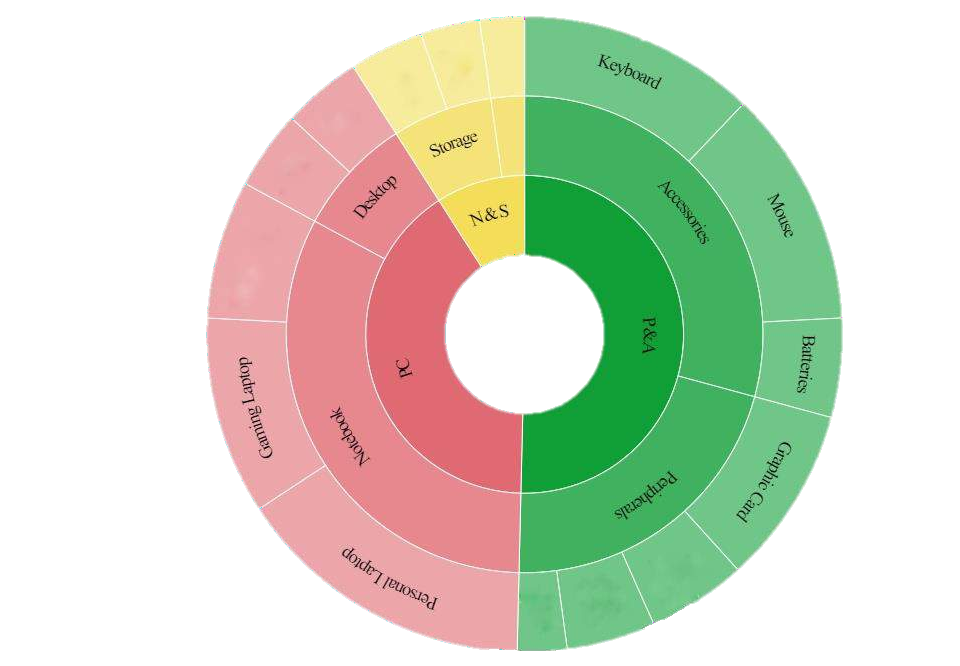 Keyboard
Mouse
Batteries
Graphic Card
Accessories
Peripherals
P&A
Personal Laptop
Gaming Laptop
Notebook
Desktop
PC
Storage
N&S